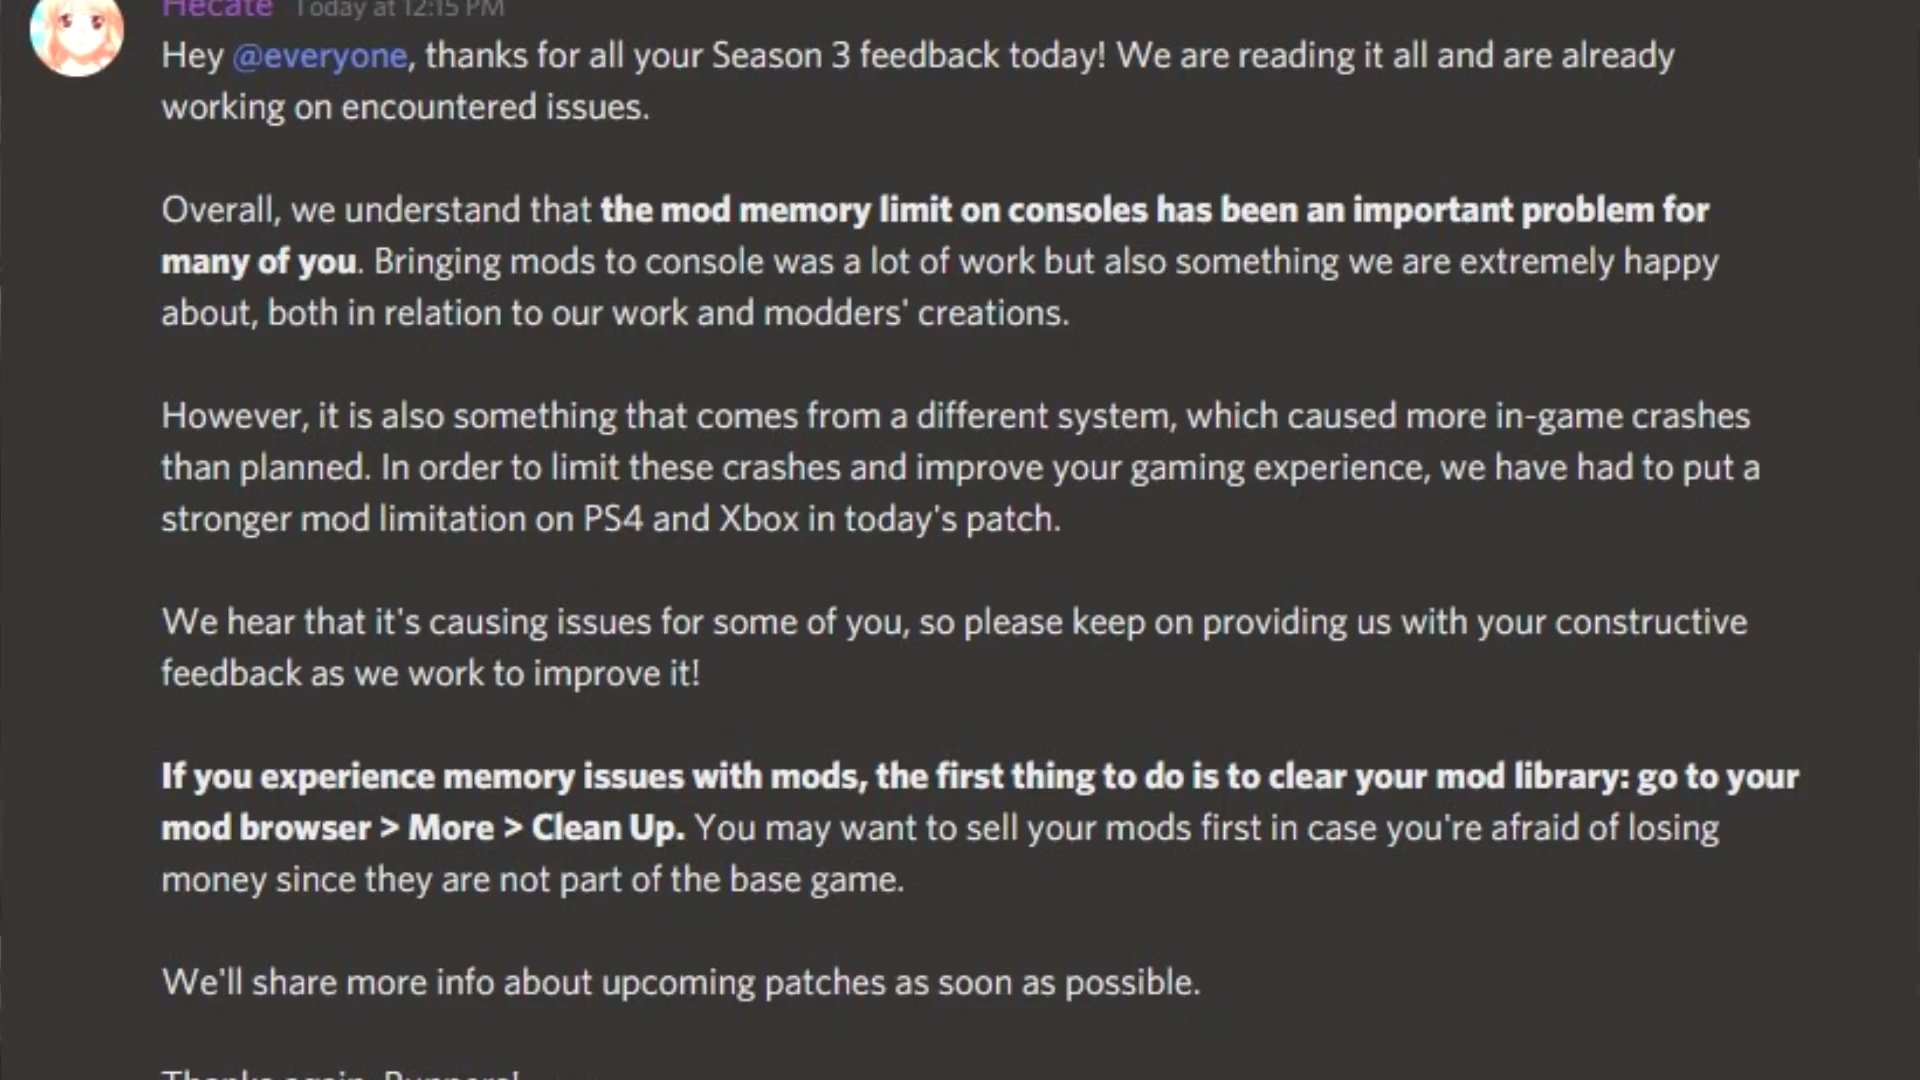 Hecate Today at 12:15 PM
Hey @everyone, thanks for all your Season 3 feedback today! We are reading it all and are already
working on encountered issues.
Overall, we understand that the mod memory limit on consoles has been an important problem for
many of you. Bringing mods to console was a lot of work but also something we are extremely happy
about, both in relation to our work and modders' creations.
However, it is also something that comes from a different system, which caused more in-game crashes
than planned. In order to limit these crashes and improve your gaming experience, we have had to put a
stronger mod limitation on PS4 and Xbox in today's patch.
We hear that it's causing issues for some of you, so please keep on providing us with your constructive
feedback as we work to improve it!
If you experience memory issues with mods, the first thing to do is to clear your mod library: go to your
mod browser > More > Clean Up. You may want to sell your mods first in case you're afraid of losing
money since they are not part of the base game.
We'll share more info about upcoming patches as soon as possible.
Thanks again, Runners!